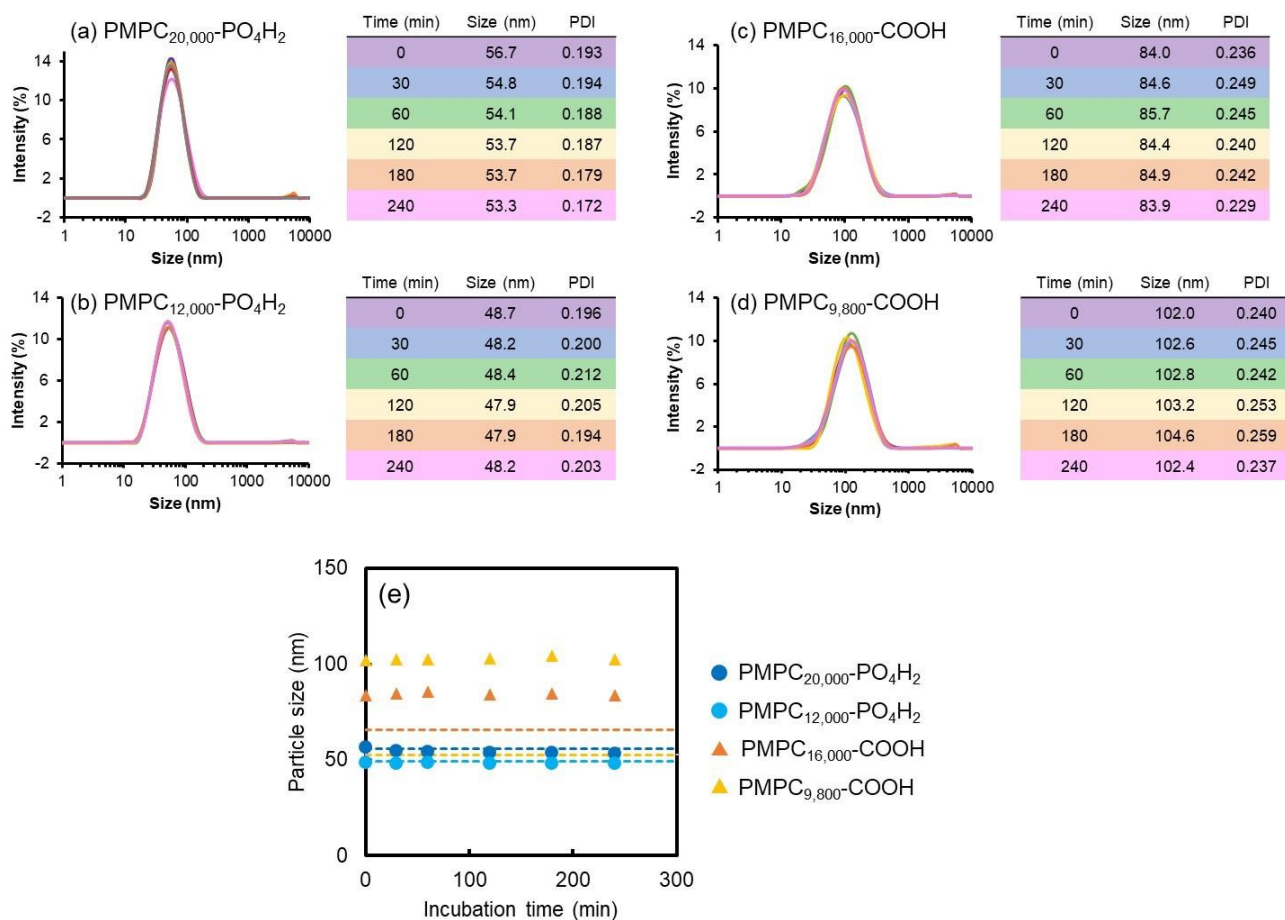 (a) PMPC20,000-PO4H2
Intensity (%)
14
10
6
2
-2
1 10 100 1000 10000
Size (nm)
Time (min) Size (nm) PDI
0 56.7 0.193
30 54.8 0.194
60 54.1 0.188
120 53.7 0.187
180 53.7 0.179
240 53.3 0.172
(c) PMPC16,000-COOH
Intensity (%)
14
10
6
2
-2
1 10 100 1000 10000
Size (nm)
Time (min) Size (nm) PDI
0 84.0 0.236
30 84.6 0.249
60 85.7 0.245
120 84.4 0.240
180 84.9 0.242
240 83.9 0.229
(b) PMPC12,000-PO4H2
Intensity (%)
14
10
6
2
-2
1 10 100 1000 10000
Size (nm)
Time (min) Size (nm) PDI
0 48.7 0.196
30 48.2 0.200
60 48.4 0.212
120 47.9 0.205
180 47.9 0.194
240 48.2 0.203
(d) PMPC9,800-COOH
Intensity (%)
14
10
6
2
-2
1 10 100 1000 10000
Size (nm)
Time (min) Size (nm) PDI
0 102.0 0.240
30 102.6 0.245
60 102.8 0.242
120 103.2 0.253
180 104.6 0.259
240 102.4 0.237
(e)
Particle size (nm)
150
100
50
0
0 100 200 300
Incubation time (min)
PMPC20,000-PO4H2
PMPC12,000-PO4H2
PMPC16,000-COOH
PMPC9,800-COOH